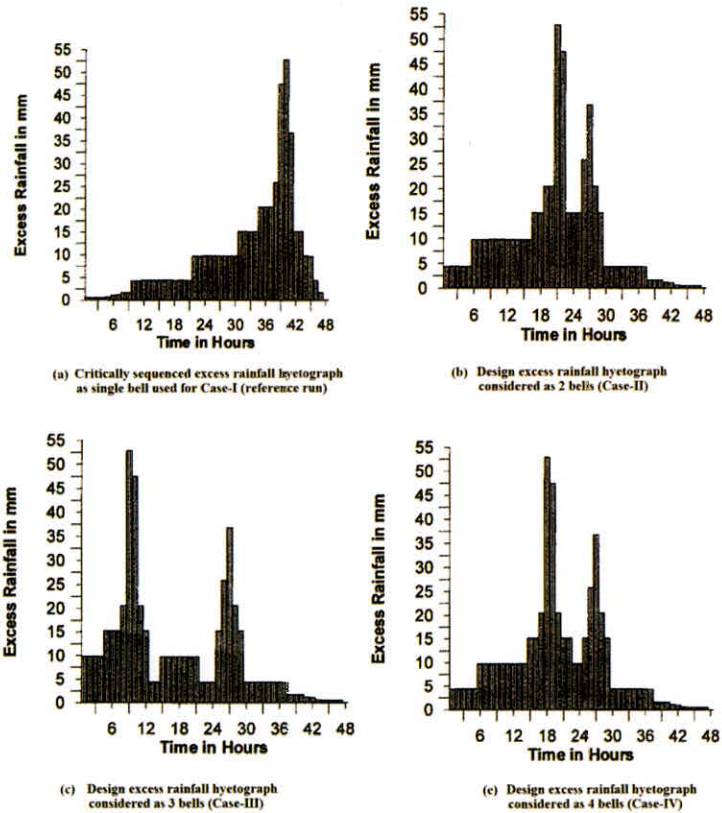 Excess Rainfall in mm
55
50
45
40
35
30
25
20
15
10
5
0
6 12 18 24 30 36 42 48
Time in Hours
(a) Critically sequenced excess rainfall hyetograph
as single bell used for Case-I (reference run)
Excess Rainfall in mm
55
50
45
40
35
30
25
20
15
10
5
0
6 12 18 24 30 36 42 48
Time in Hours
(b) Design excess rainfall hyetograph
considered as 2 bells (Case-II)
Excess Rainfall in mm
55
50
45
40
35
30
25
20
15
10
5
0
6 12 18 24 30 36 42 48
Time in Hours
(c) Design excess rainfall hyetograph
considered as 3 bells (Case-III)
Excess Rainfall in mm
55
50
45
40
35
30
25
20
15
10
5
0
6 12 18 24 30 36 42 48
Time in Hours
(e) Design excess rainfall hyetograph
considered as 4 bells (Case-IV)